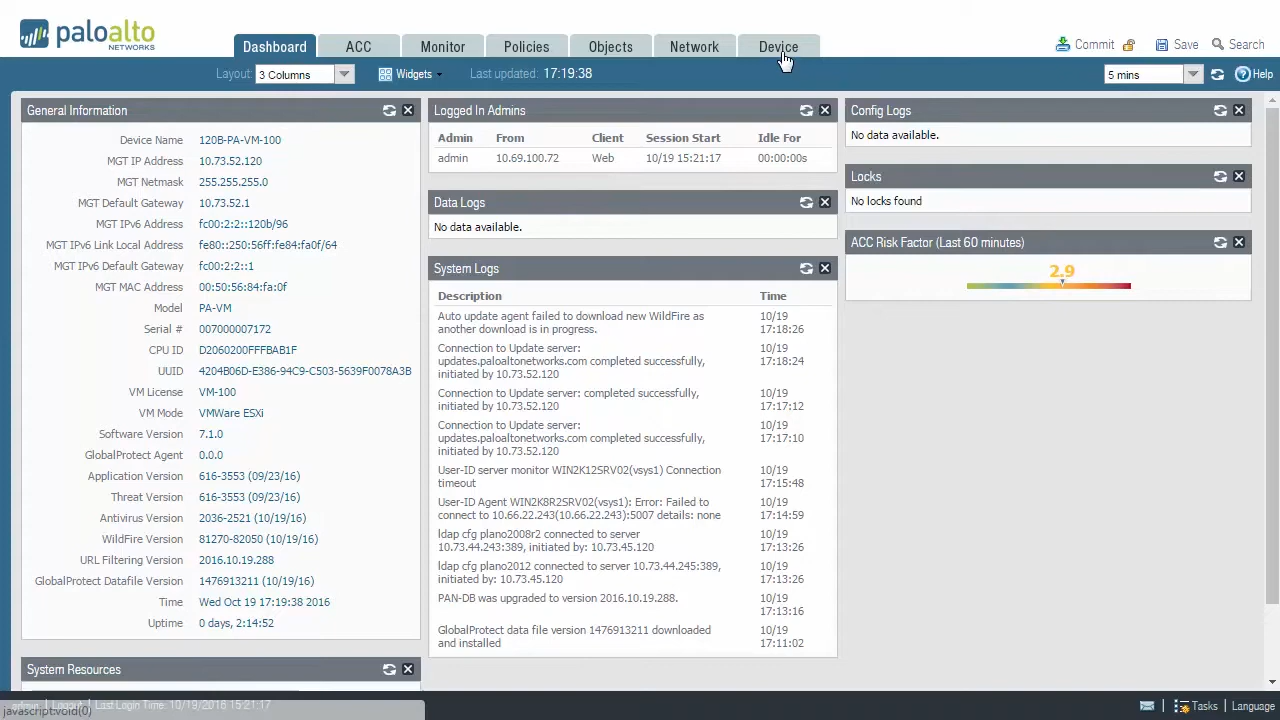 paloalto
NETWORKS
Dashboard ACC Monitor Policies Objects Network Device
Commit Save Search
Layout: 3 Columns Widgets Last updated: 17:19:38 5 mins Help
General Information
Device Name 120B-PA-VM-100
MGT IP Address 10.73.52.120
MGT Netmask 255.255.255.0
MGT Default Gateway 10.73.52.1
MGT IPv6 Address fc00:2:2::120b/96
MGT IPv6 Link Local Address fe80::250:56ff:fe84:fa0f/64
MGT IPv6 Default Gateway fc00:2:2::1
MGT MAC Address 00:50:56:84:fa:0f
Model PA-VM
Serial # 007000007172
CPU ID D2060200FFFBAB1F
UUID 4204B06D-E386-94C9-C503-5639F0078A3B
VM License VM-100
VM Mode VMWare ESXi
Software Version 7.1.0
GlobalProtect Agent 0.0.0
Application Version 616-3553 (09/23/16)
Threat Version 616-3553 (09/23/16)
Antivirus Version 2036-2521 (10/19/16)
WildFire Version 81270-82050 (10/19/16)
URL Filtering Version 2016.10.19.288
GlobalProtect Datafile Version 1476913211 (10/19/16)
Time Wed Oct 19 17:19:38 2016
Uptime 0 days, 2:14:52
System Resources
Logged In Admins
Admin From Client Session Start Idle For
admin 10.69.100.72 Web 10/19 15:21:17 00:00:00s
Data Logs
No data available.
System Logs
Description Time
Auto update agent failed to download new WildFire as 10/19
another download is in progress. 17:18:26
Connection to Update server: 10/19
updates.paloaltonetworks.com completed successfully, 17:18:24
initiated by 10.73.52.120
Connection to Update server: completed successfully, 10/19
initiated by 10.73.52.120 17:17:12
Connection to Update server: 10/19
updates.paloaltonetworks.com completed successfully, 17:17:10
initiated by 10.73.52.120
User-ID server monitor WIN2K12SRV02(vsys1) Connection 10/19
timeout 17:15:48
User-ID Agent WIN2K8R2SRV02(vsys1): Error: Failed to 10/19
connect to 10.66.22.243(10.66.22.243):5007 details: none 17:14:59
ldap cfg plano2008r2 connected to server 10/19
10.73.44.243:389, initiated by: 10.73.45.120 17:13:26
ldap cfg plano2012 connected to server 10.73.44.245:389, 10/19
initiated by: 10.73.45.120 17:13:26
PAN-DB was upgraded to version 2016.10.19.288. 10/19
17:13:16
GlobalProtect data file version 1476913211 downloaded 10/19
and installed 17:11:02
Config Logs
No data available.
Locks
No locks found
ACC Risk Factor (Last 60 minutes)
2.9
admin Logout Last Login Time: 10/19/2016 15:21:17
javascript:void(0)
Tasks Language